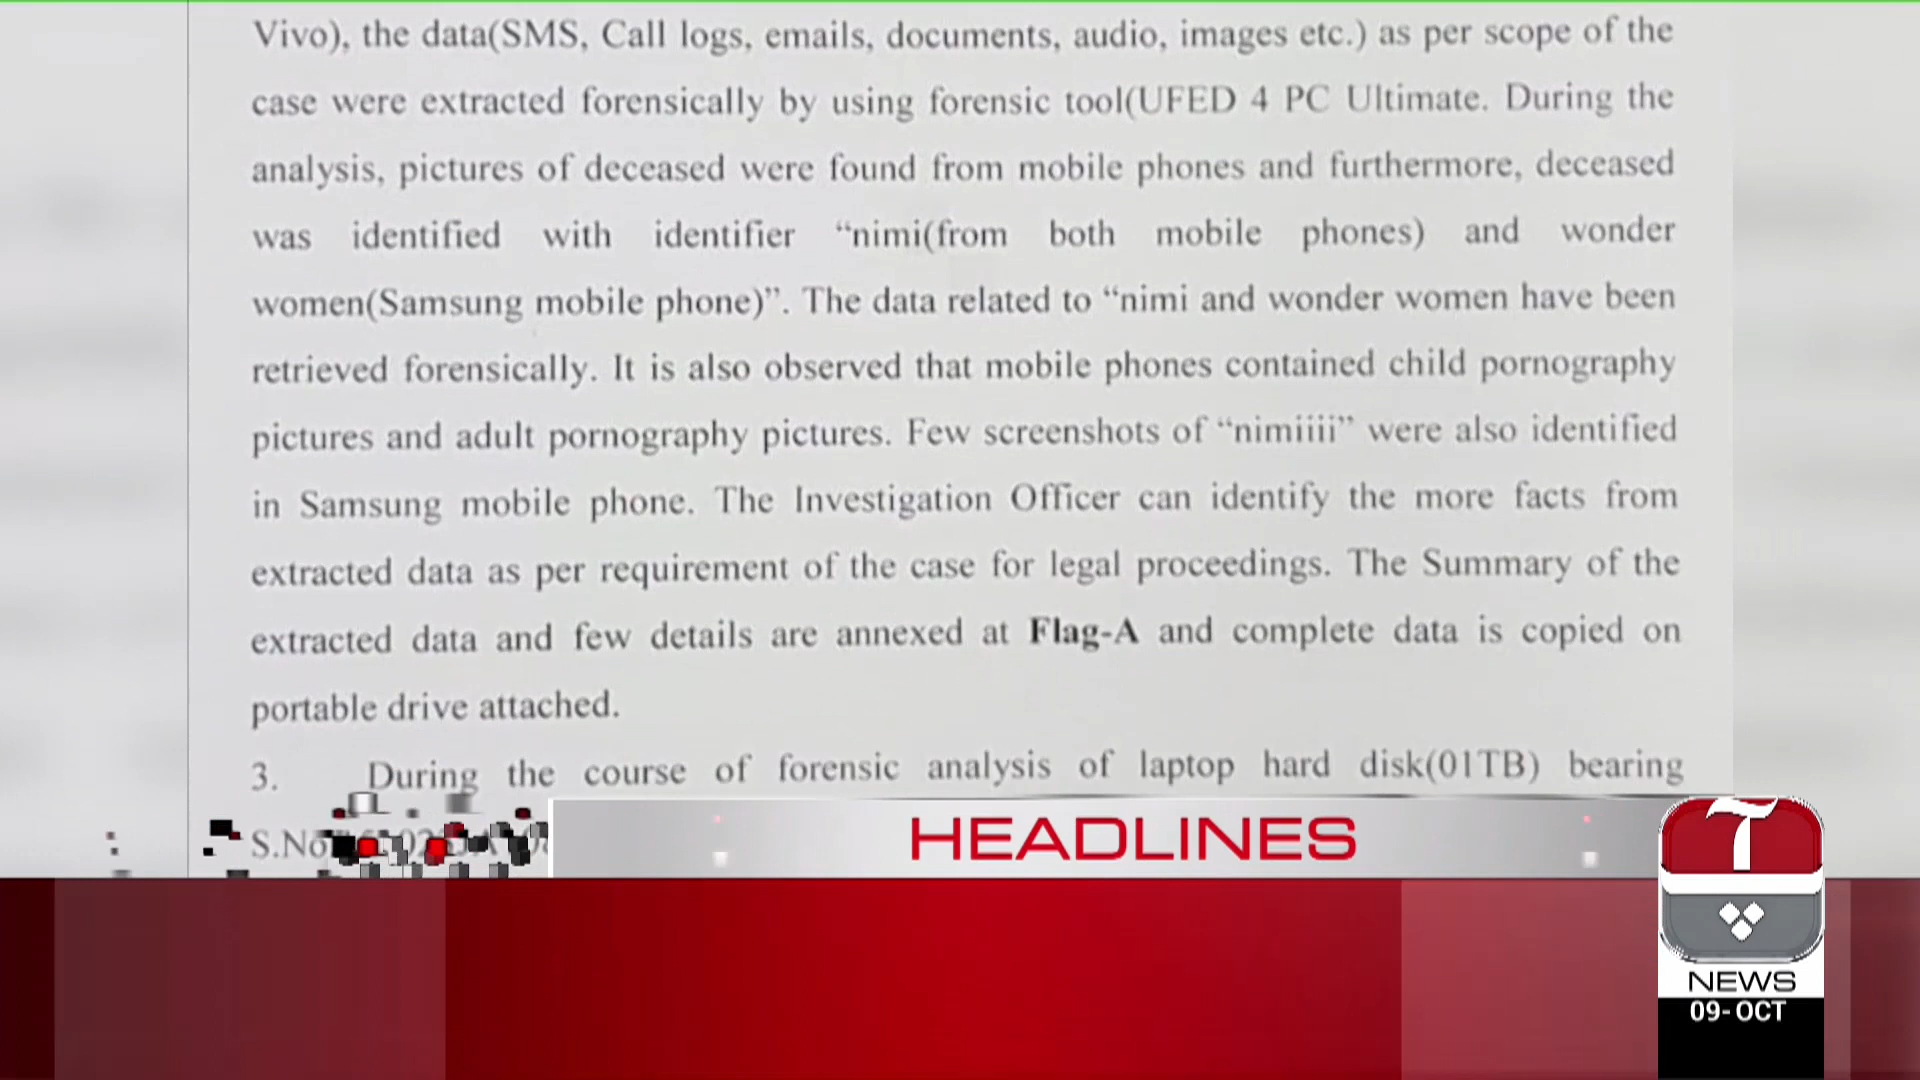 Vivo), the data(SMS, Call logs, emails, documents, audio, images etc.) as per scope of the
case were extracted forensically by using forensic tool(UFED 4 PC Ultimate. During the
analysis, pictures of deceased were found from mobile phones and furthermore, deceased
was identified with identifier “nimi(from both mobile phones) and wonder
women(Samsung mobile phone)”. The data related to “nimi and wonder women have been
retrieved forensically. It is also observed that mobile phones contained child pornography
pictures and adult pornography pictures. Few screenshots of “nimiiii” were also identified
in Samsung mobile phone. The Investigation Officer can identify the more facts from
extracted data as per requirement of the case for legal proceedings. The Summary of the
extracted data and few details are annexed at Flag-A and complete data is copied on
portable drive attached.
3. During the course of forensic analysis of laptop hard disk(01TB) bearing
S.No
HEADLINES
T
NEWS
09-OCT